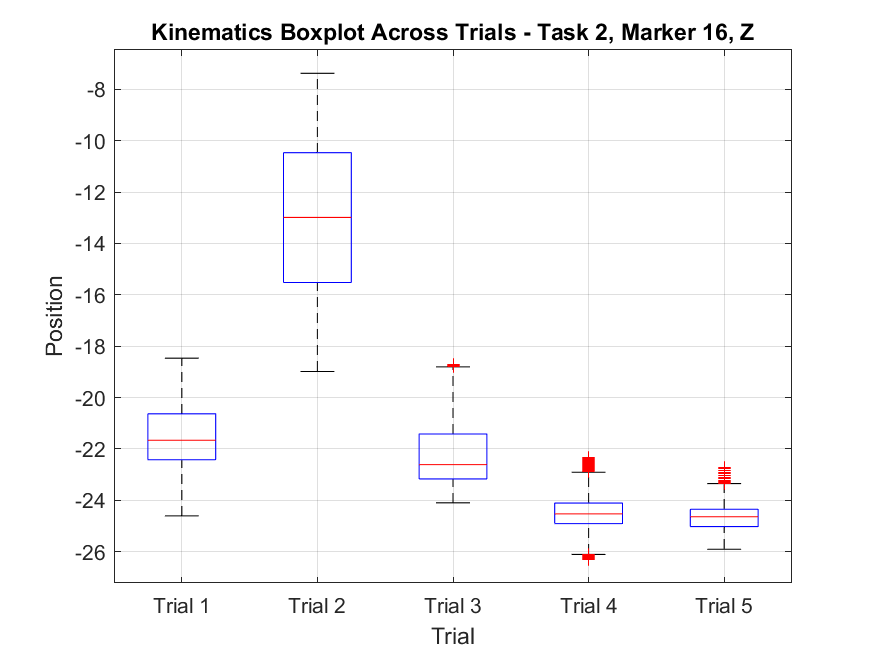 Kinematics Boxplot Across Trials - Task 2, Marker 16, Z
Position
-8
-10
-12
-14
-16
-18
-20
-22
-24
-26
Trial 1 Trial 2 Trial 3 Trial 4 Trial 5
Trial